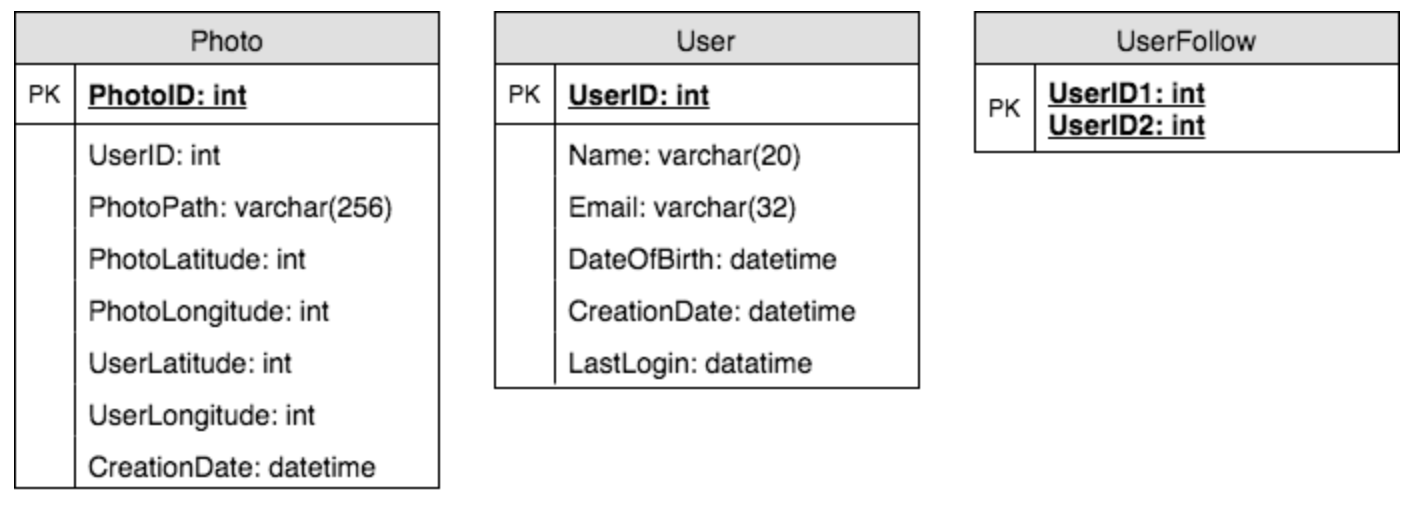 Photo
PK PhotoID: int
UserID: int
PhotoPath: varchar(256)
PhotoLatitude: int
PhotoLongitude: int
UserLatitude: int
UserLongitude: int
CreationDate: datetime
User
PK UserID: int
Name: varchar(20)
Email: varchar(32)
DateOfBirth: datetime
CreationDate: datetime
LastLogin: datatime
UserFollow
PK
UserID1: int
UserID2: int